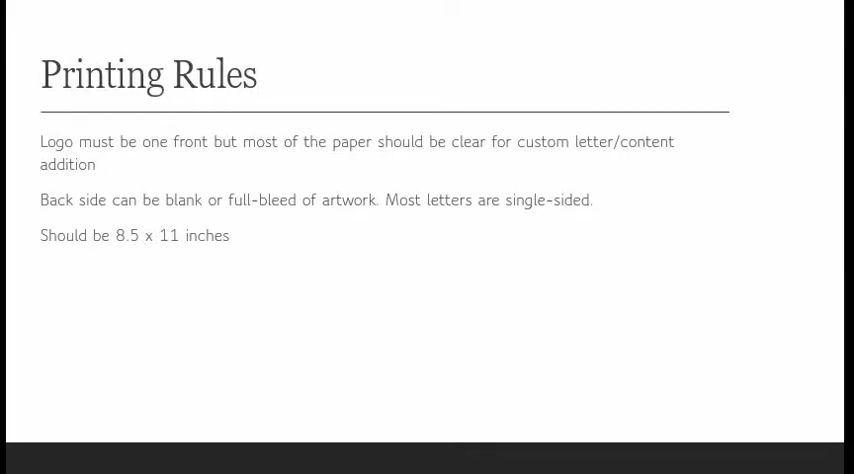 Printing Rules
Logo must be one front but most of the paper should be clear for custom letter/content
addition
Back side can be blank or full-bleed of artwork. Most letters are single-sided.
Should be 8.5 x 11 inches